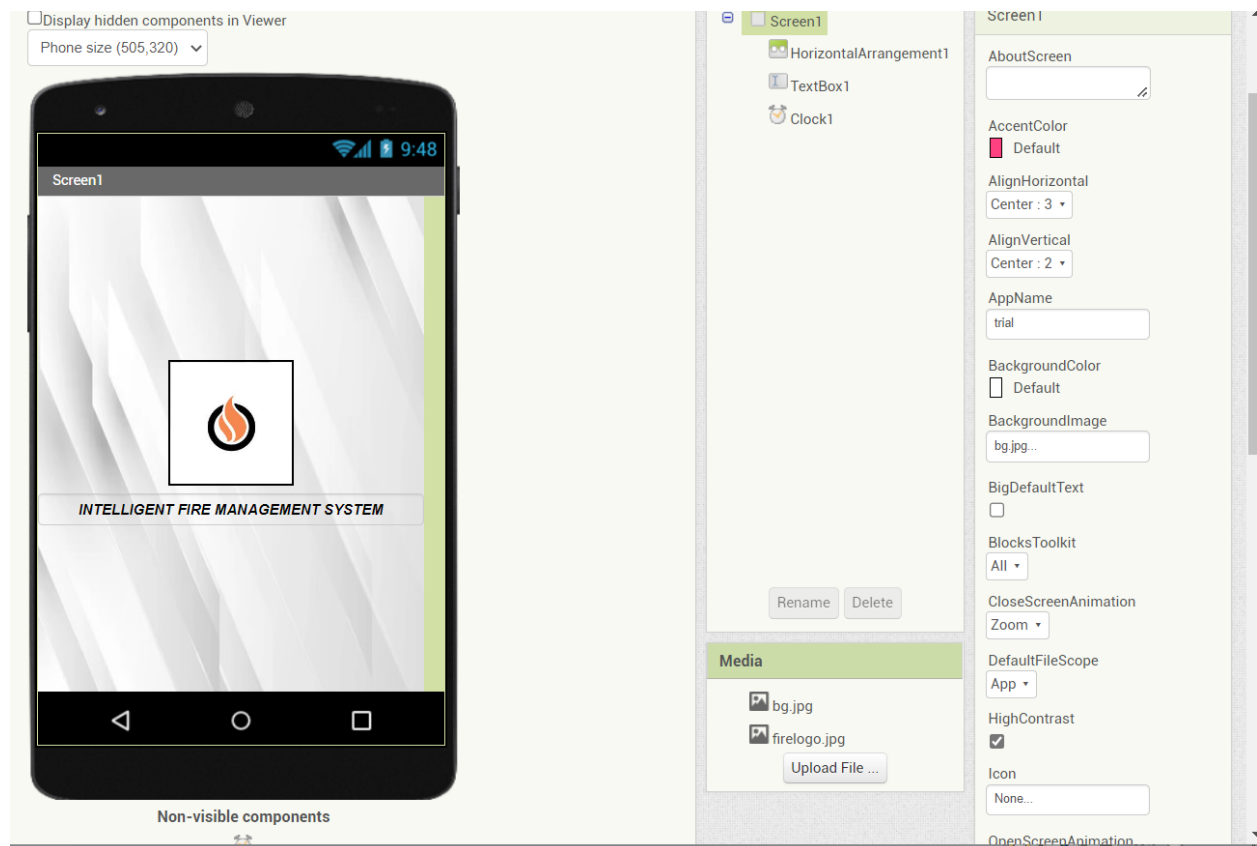 Display hidden components in Viewer
Phone size (505,320)
9:48
Screen1
INTELLIGENT FIRE MANAGEMENT SYSTEM
Non-visible components
Screen1
HorizontalArrangement1
TextBox1
Clock1
Rename Delete
Media
bg.jpg
firelogo.jpg
Upload File ...
Screen1
AboutScreen
AccentColor
Default
AlignHorizontal
Center : 3
AlignVertical
Center : 2
AppName
trial
BackgroundColor
Default
BackgroundImage
bg.jpg...
BigDefaultText
BlocksToolkit
All
CloseScreenAnimation
Zoom
DefaultFileScope
App
HighContrast
Icon
None...
OpenScreenAnimation